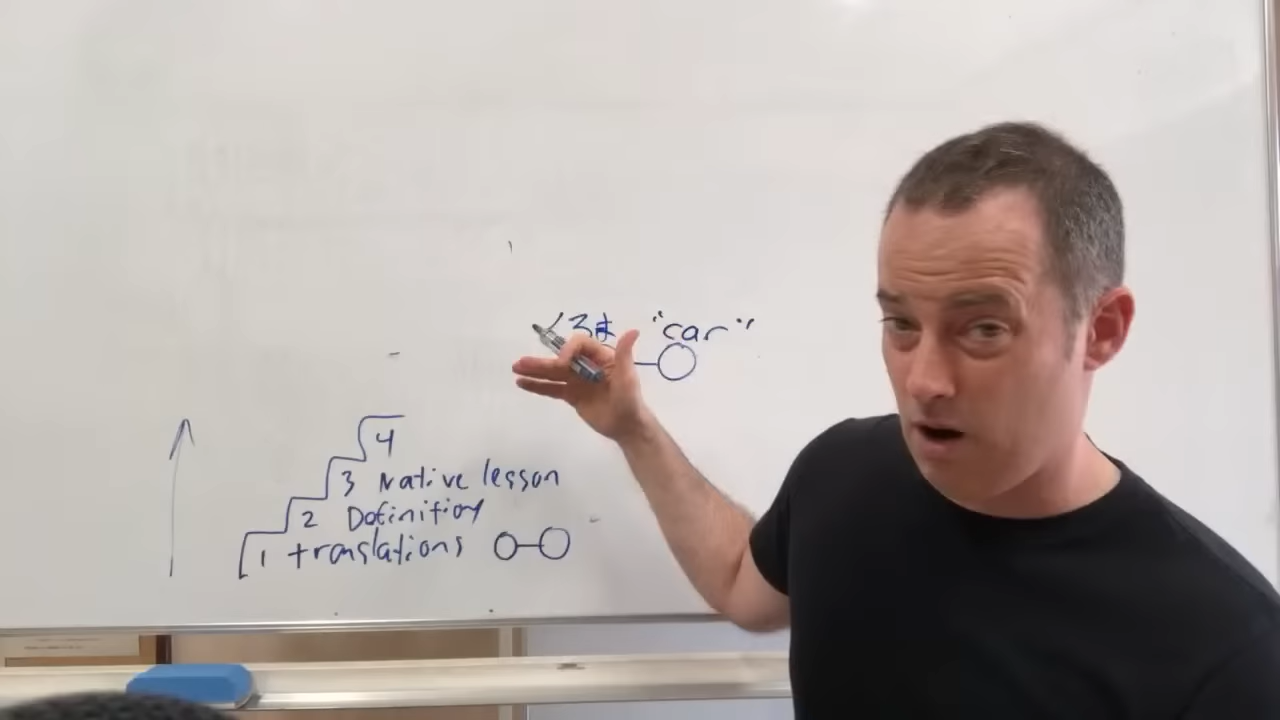 "car"
4
3 Native lesson
2 Definition
1 translations